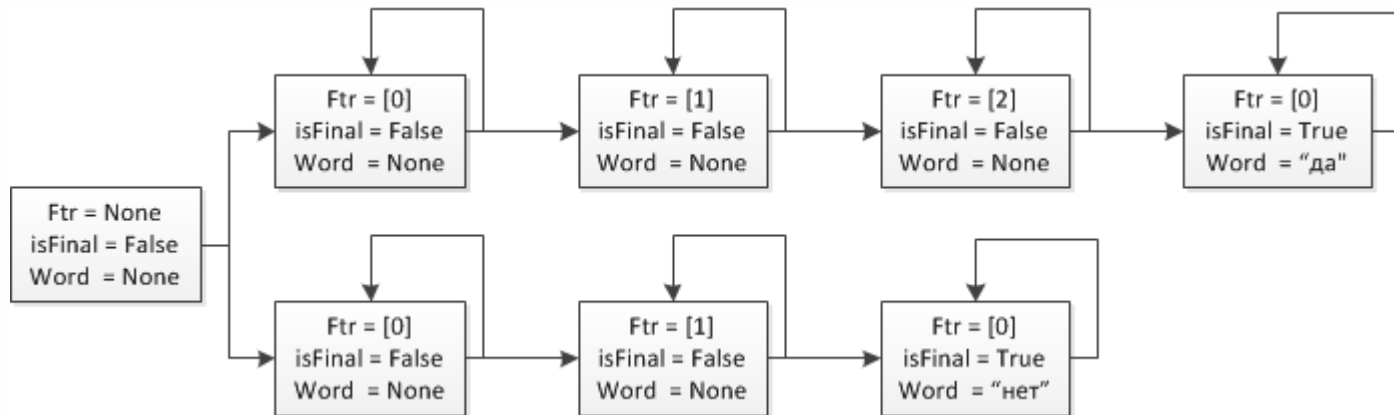 Ftr = [0]
isFinal = False
Word = None
Ftr = [1]
isFinal = False
Word = None
Ftr = [2]
isFinal = False
Word = None
Ftr = [0]
isFinal = True
Word = “да"
Ftr = None
isFinal = False
Word = None
Ftr = [0]
isFinal = False
Word = None
Ftr = [1]
isFinal = False
Word = None
Ftr = [0]
isFinal = True
Word = “нет”